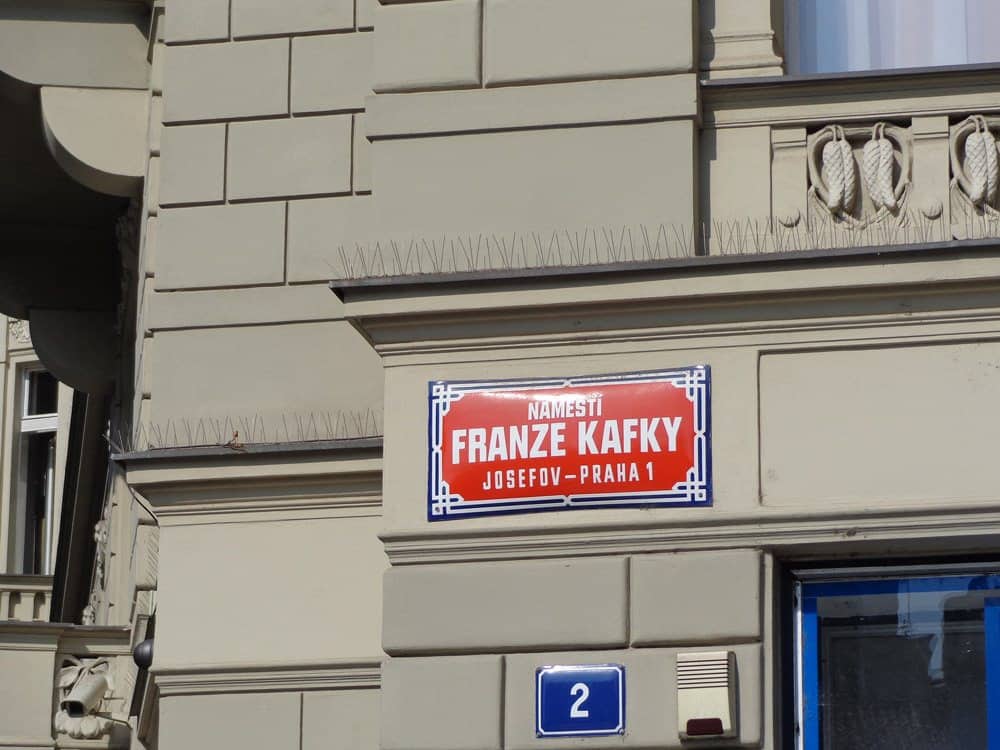 NÁMĚSTÍ
FRANZE KAFKY
JOSEFOV–PRAHA 1
2